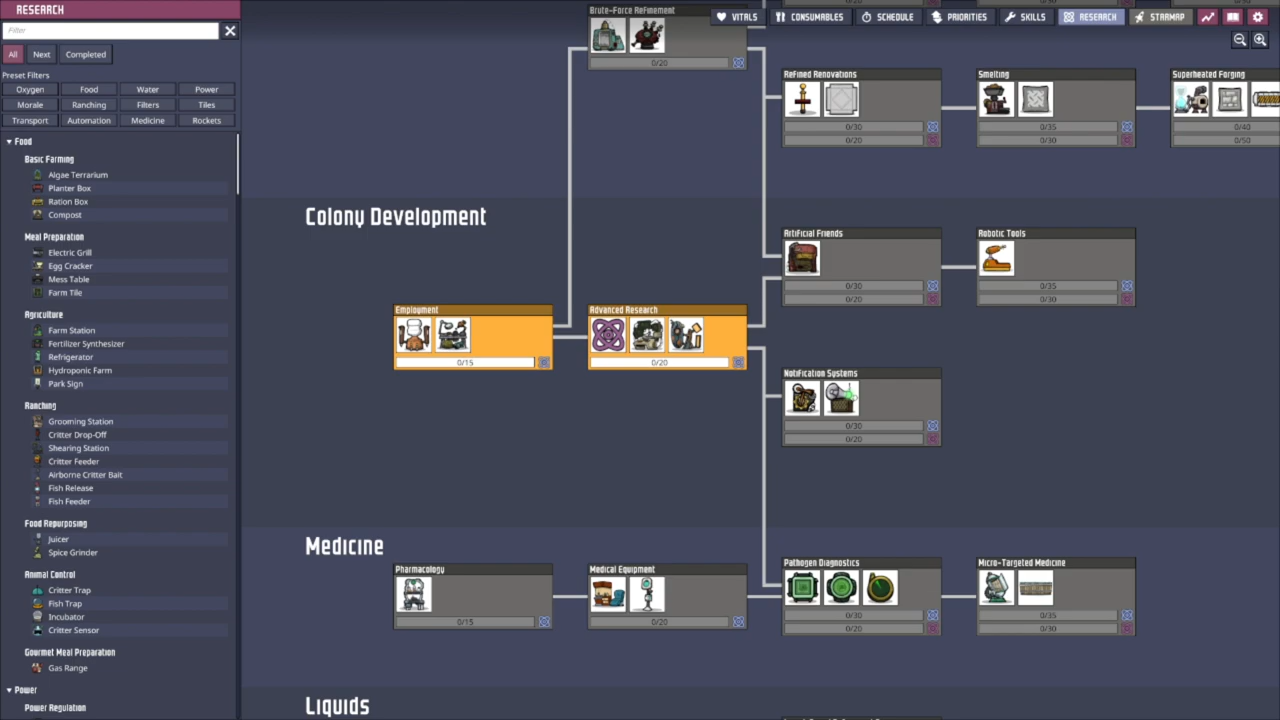 RESEARCH
Filter
All
Next
Completed
Preset Filters
Oxygen
Food
Water
Power
Morale
Ranching
Filters
Tiles
Transport
Automation
Medicine
Rockets
Food
Basic Farming
Algae Terrarium
Planter Box
Ration Box
Compost
Meal Preparation
Electric Grill
Egg Cracker
Mess Table
Farm Tile
Agriculture
Farm Station
Fertilizer Synthesizer
Refrigerator
Hydroponic Farm
Park Sign
Ranching
Grooming Station
Critter Drop-Off
Shearing Station
Critter Feeder
Airborne Critter Bait
Fish Release
Fish Feeder
Food Repurposing
Juicer
Spice Grinder
Animal Control
Critter Trap
Fish Trap
Incubator
Critter Sensor
Gourmet Meal Preparation
Gas Range
Power
Power Regulation
VITALS
CONSUMABLES
SCHEDULE
PRIORITIES
SKILLS
RESEARCH
STARMAP
Brute-Force Refinement
0/20
Refined Renovations
0/30
0/20
Smelting
0/35
0/30
Superheated Forging
0/40
0/50
Colony Development
Employment
0/15
Advanced Research
0/20
Artificial Friends
0/30
0/20
Robotic Tools
0/35
0/30
Notification Systems
0/30
0/20
Medicine
Pharmacology
0/15
Medical Equipment
0/20
Pathogen Diagnostics
0/30
0/20
Micro-Targeted Medicine
0/35
0/30
Liquids